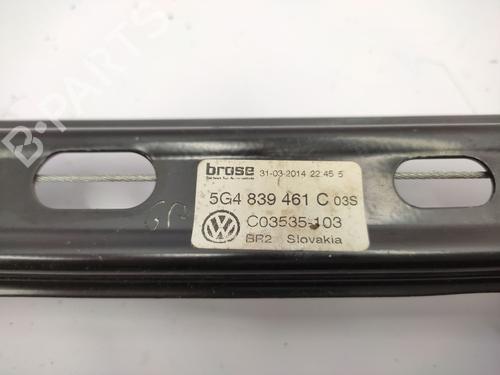 brose 31-03-2014 22 45 5
5G4 839 461 C 03S
C03535-103
BR2 Slovakia
B-Parts